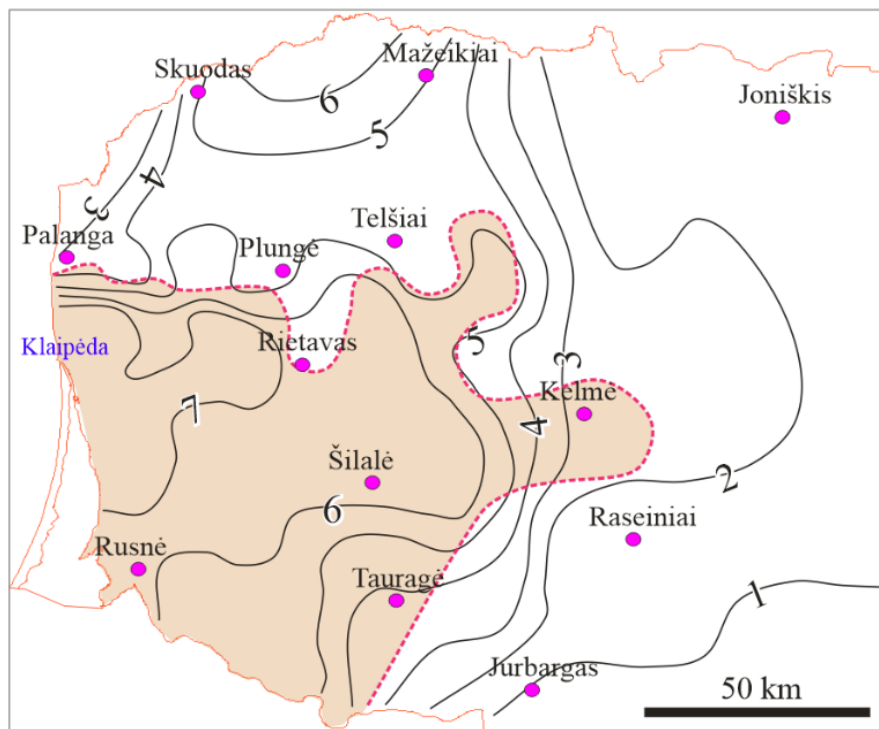 Mažeikiai
Skuodas
6
Joniškis
5
4
3
Telšiai
Palanga
Plungė
Klaipėda
Rietavas
5
3
Kelmė
7
4
Šilalė
2
6
Raseiniai
Rusnė
Tauragė
1
Jurbargas
50 km